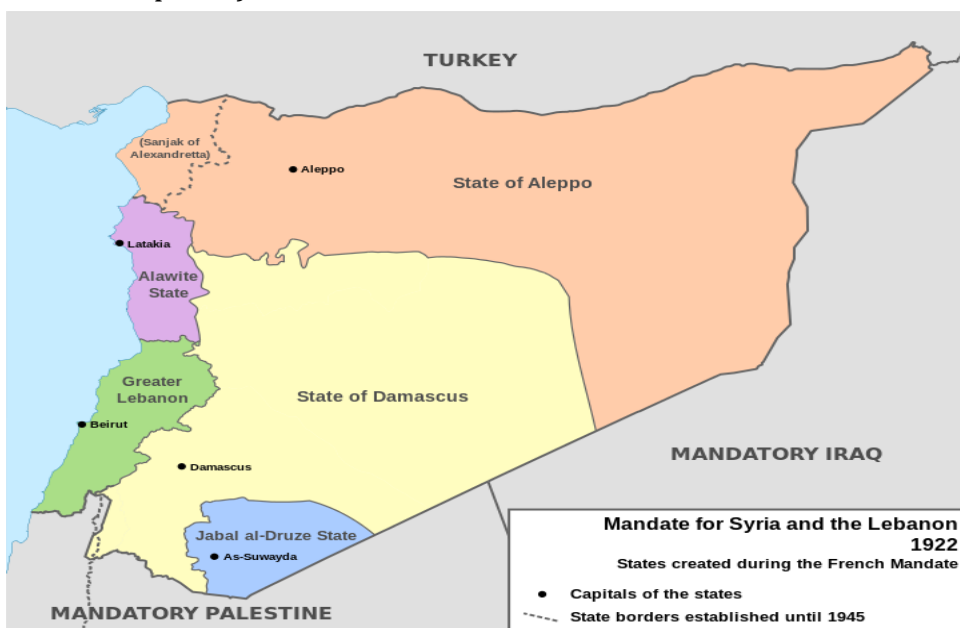 TURKEY
(Sanjak of
Alexandretta)
Aleppo
State of Aleppo
Latakia
Alawite
State
Greater
Lebanon
State of Damascus
Beirut
MANDATORY IRAQ
Damascus
Jabal al-Druze State
As-Suwayda
MANDATORY PALESTINE
Mandate for Syria and the Lebanon
1922
States created during the French Mandate
Capitals of the states
State borders established until 1945